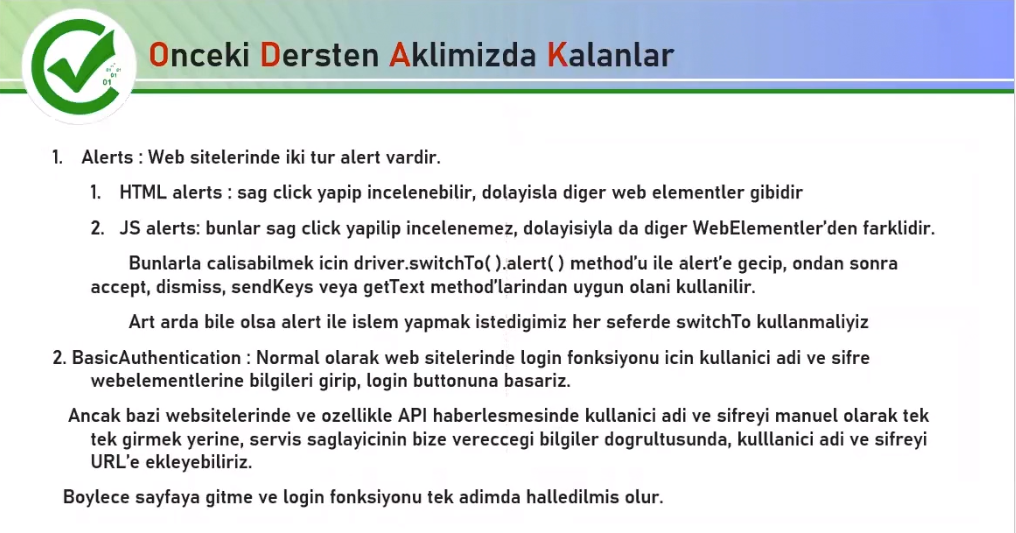 Onceki Dersten Aklimizda Kalanlar
1. Alerts : Web sitelerinde iki tur alert vardir.
1. HTML alerts : sag click yapip incelenebilir, dolayisla diger web elementler gibidir
2. JS alerts: bunlar sag click yapilip incelenemez, dolayisiyla da diger WebElementler’den farklidir.
Bunlarla calisabilmek icin driver.switchTo( ).alert( ) method’u ile alert’e gecip, ondan sonra
accept, dismiss, sendKeys veya getText method’larindan uygun olani kullanilir.
Art arda bile olsa alert ile islem yapmak istedigimiz her seferde switchTo kullanmaliyiz
2. BasicAuthentication : Normal olarak web sitelerinde login fonksiyonu icin kullanici adi ve sifre
webelementlerine bilgileri girip, login buttonuna basariz.
Ancak bazi websitelerinde ve ozellikle API haberlesmesinde kullanici adi ve sifreyi manuel olarak tek
tek girmek yerine, servis saglayicinin bize vereccegi bilgiler dogrultusunda, kulllanici adi ve sifreyi
URL’e ekleyebiliriz.
Boylece sayfaya gitme ve login fonksiyonu tek adimda halledilmis olur.